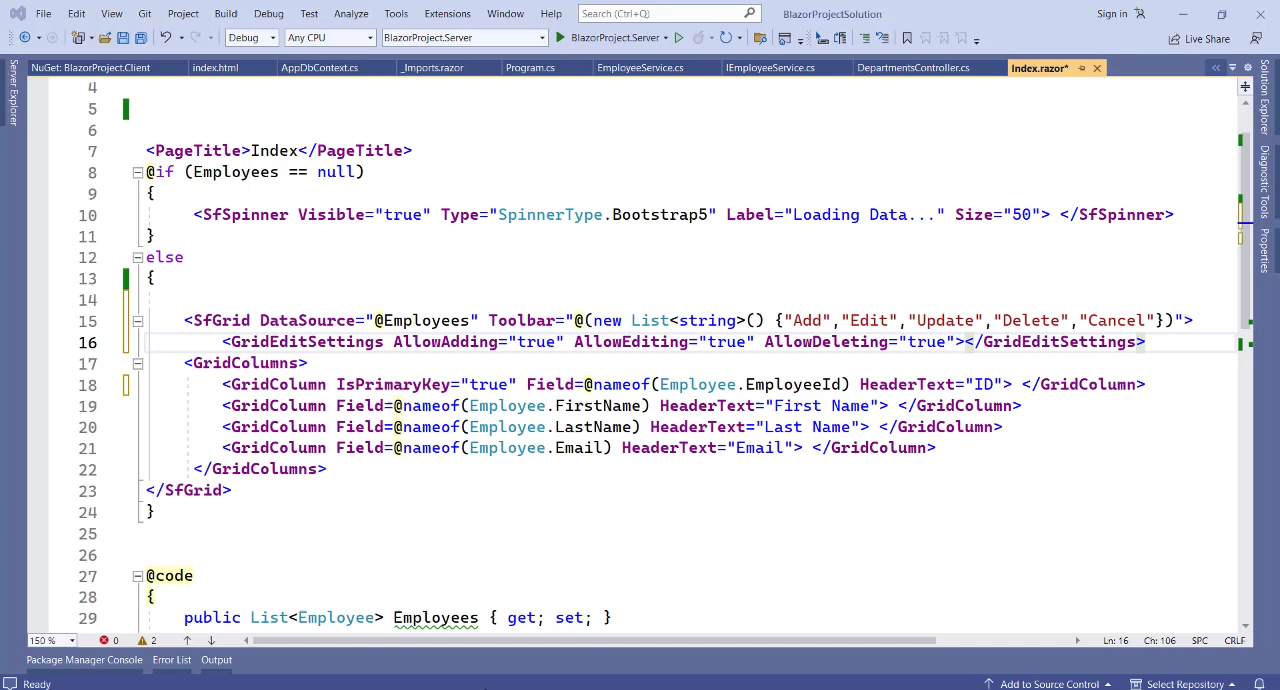 File Edit View Git Project Build Debug Test Analyze Tools Extensions Window Help Search (Ctrl+Q) BlazorProjectSolution Sign in
Debug Any CPU BlazorProject.Server BlazorProject.Server Live Share
NuGet: BlazorProject.Client index.html AppDbContext.cs _Imports.razor Program.cs EmployeeService.cs IEmployeeService.cs DepartmentsController.cs Index.razor*
Server Explorer
Solution Explorer
Diagnostic Tools
Properties
4
5
6
7 <PageTitle>Index</PageTitle>
8 @if (Employees == null)
9 {
10 <SfSpinner Visible="true" Type="SpinnerType.Bootstrap5" Label="Loading Data..." Size="50"> </SfSpinner>
11 }
12 else
13 {
14
15 <SfGrid DataSource="@Employees" Toolbar="@(new List<string>() {"Add","Edit","Update","Delete","Cancel"})">
16 <GridEditSettings AllowAdding="true" AllowEditing="true" AllowDeleting="true"></GridEditSettings>
17 <GridColumns>
18 <GridColumn IsPrimaryKey="true" Field=@nameof(Employee.EmployeeId) HeaderText="ID"> </GridColumn>
19 <GridColumn Field=@nameof(Employee.FirstName) HeaderText="First Name"> </GridColumn>
20 <GridColumn Field=@nameof(Employee.LastName) HeaderText="Last Name"> </GridColumn>
21 <GridColumn Field=@nameof(Employee.Email) HeaderText="Email"> </GridColumn>
22 </GridColumns>
23 </SfGrid>
24 }
25
26
27 @code
28 {
29 public List<Employee> Employees { get; set; }
150 % 0 2 Ln: 16 Ch: 106 SPC CRLF
Package Manager Console Error List Output
Ready Add to Source Control Select Repository